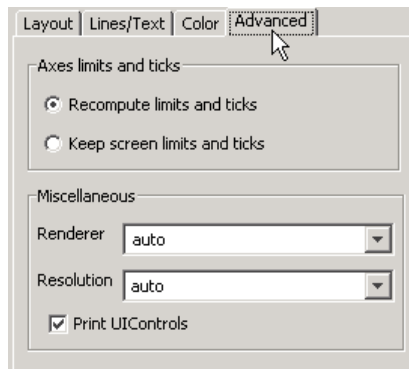 Layout Lines/Text Color Advanced
Axes limits and ticks
Recompute limits and ticks
Keep screen limits and ticks
Miscellaneous
Renderer auto
Resolution auto
Print UIControls